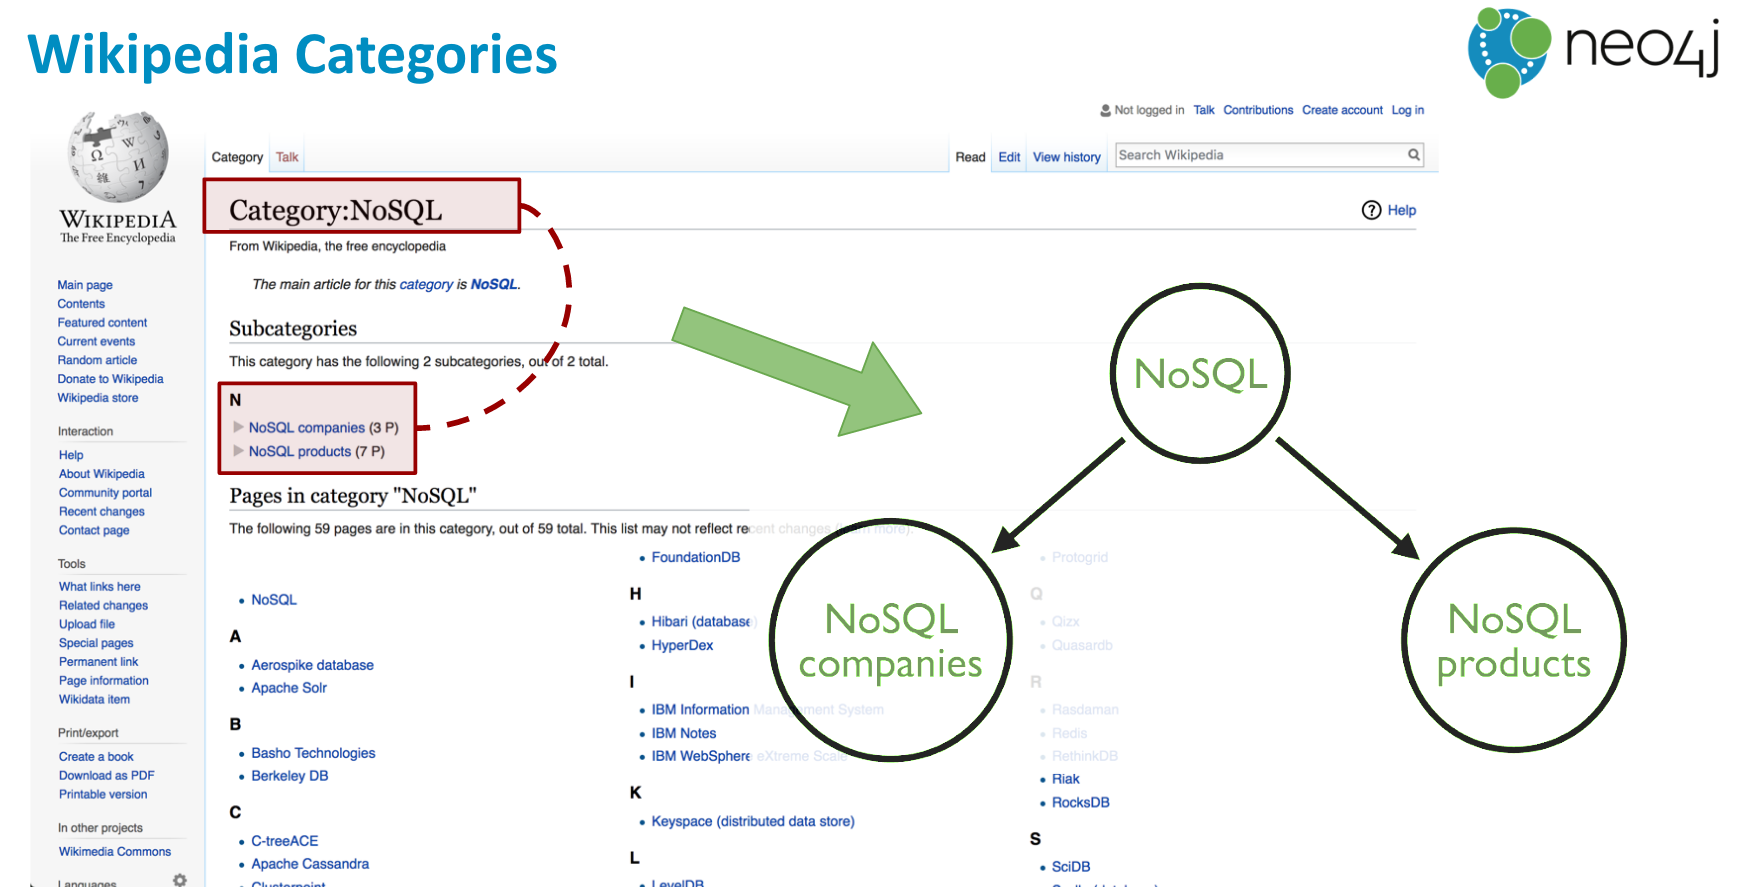 Wikipedia Categories
neo4j
Not logged in Talk Contributions Create account Log in
Category Talk
Read Edit View history Search Wikipedia
WIKIPEDIA
The Free Encyclopedia
Main page
Contents
Featured content
Current events
Random article
Donate to Wikipedia
Wikipedia store
Interaction
Help
About Wikipedia
Community portal
Recent changes
Contact page
Tools
What links here
Related changes
Upload file
Special pages
Permanent link
Page information
Wikidata item
Print/export
Create a book
Download as PDF
Printable version
In other projects
Wikimedia Commons
Languages
Category:NoSQL
Help
From Wikipedia, the free encyclopedia
The main article for this category is NoSQL.
Subcategories
This category has the following 2 subcategories, out of 2 total.
N
NoSQL companies (3 P)
NoSQL products (7 P)
Pages in category "NoSQL"
The following 59 pages are in this category, out of 59 total. This list may not reflect recent changes
• NoSQL
A
• Aerospike database
• Apache Solr
B
• Basho Technologies
• Berkeley DB
C
• C-treeACE
• Apache Cassandra
• Clusterpoint
• FoundationDB
H
• Hibari (database)
• HyperDex
I
• IBM Information Management System
• IBM Notes
• IBM WebSphere eXtreme Scale
K
• Keyspace (distributed data store)
L
• LevelDB
• Protogrid
Q
• Qizx
• Quasardb
R
• Rasdaman
• Redis
• RethinkDB
• Riak
• RocksDB
S
• SciDB
NoSQL
NoSQL
companies
NoSQL
products